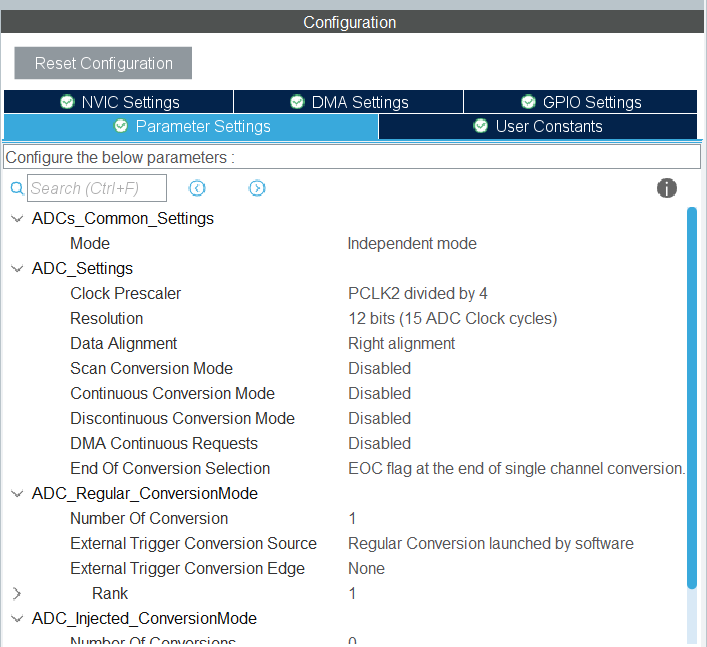 Configuration
Reset Configuration
NVIC Settings DMA Settings GPIO Settings
Parameter Settings User Constants
Configure the below parameters :
Search (Ctrl+F)
ADCs_Common_Settings
Mode Independent mode
ADC_Settings
Clock Prescaler PCLK2 divided by 4
Resolution 12 bits (15 ADC Clock cycles)
Data Alignment Right alignment
Scan Conversion Mode Disabled
Continuous Conversion Mode Disabled
Discontinuous Conversion Mode Disabled
DMA Continuous Requests Disabled
End Of Conversion Selection EOC flag at the end of single channel conversion.
ADC_Regular_ConversionMode
Number Of Conversion 1
External Trigger Conversion Source Regular Conversion launched by software
External Trigger Conversion Edge None
Rank 1
ADC_Injected_ConversionMode
Number Of Conversions 0